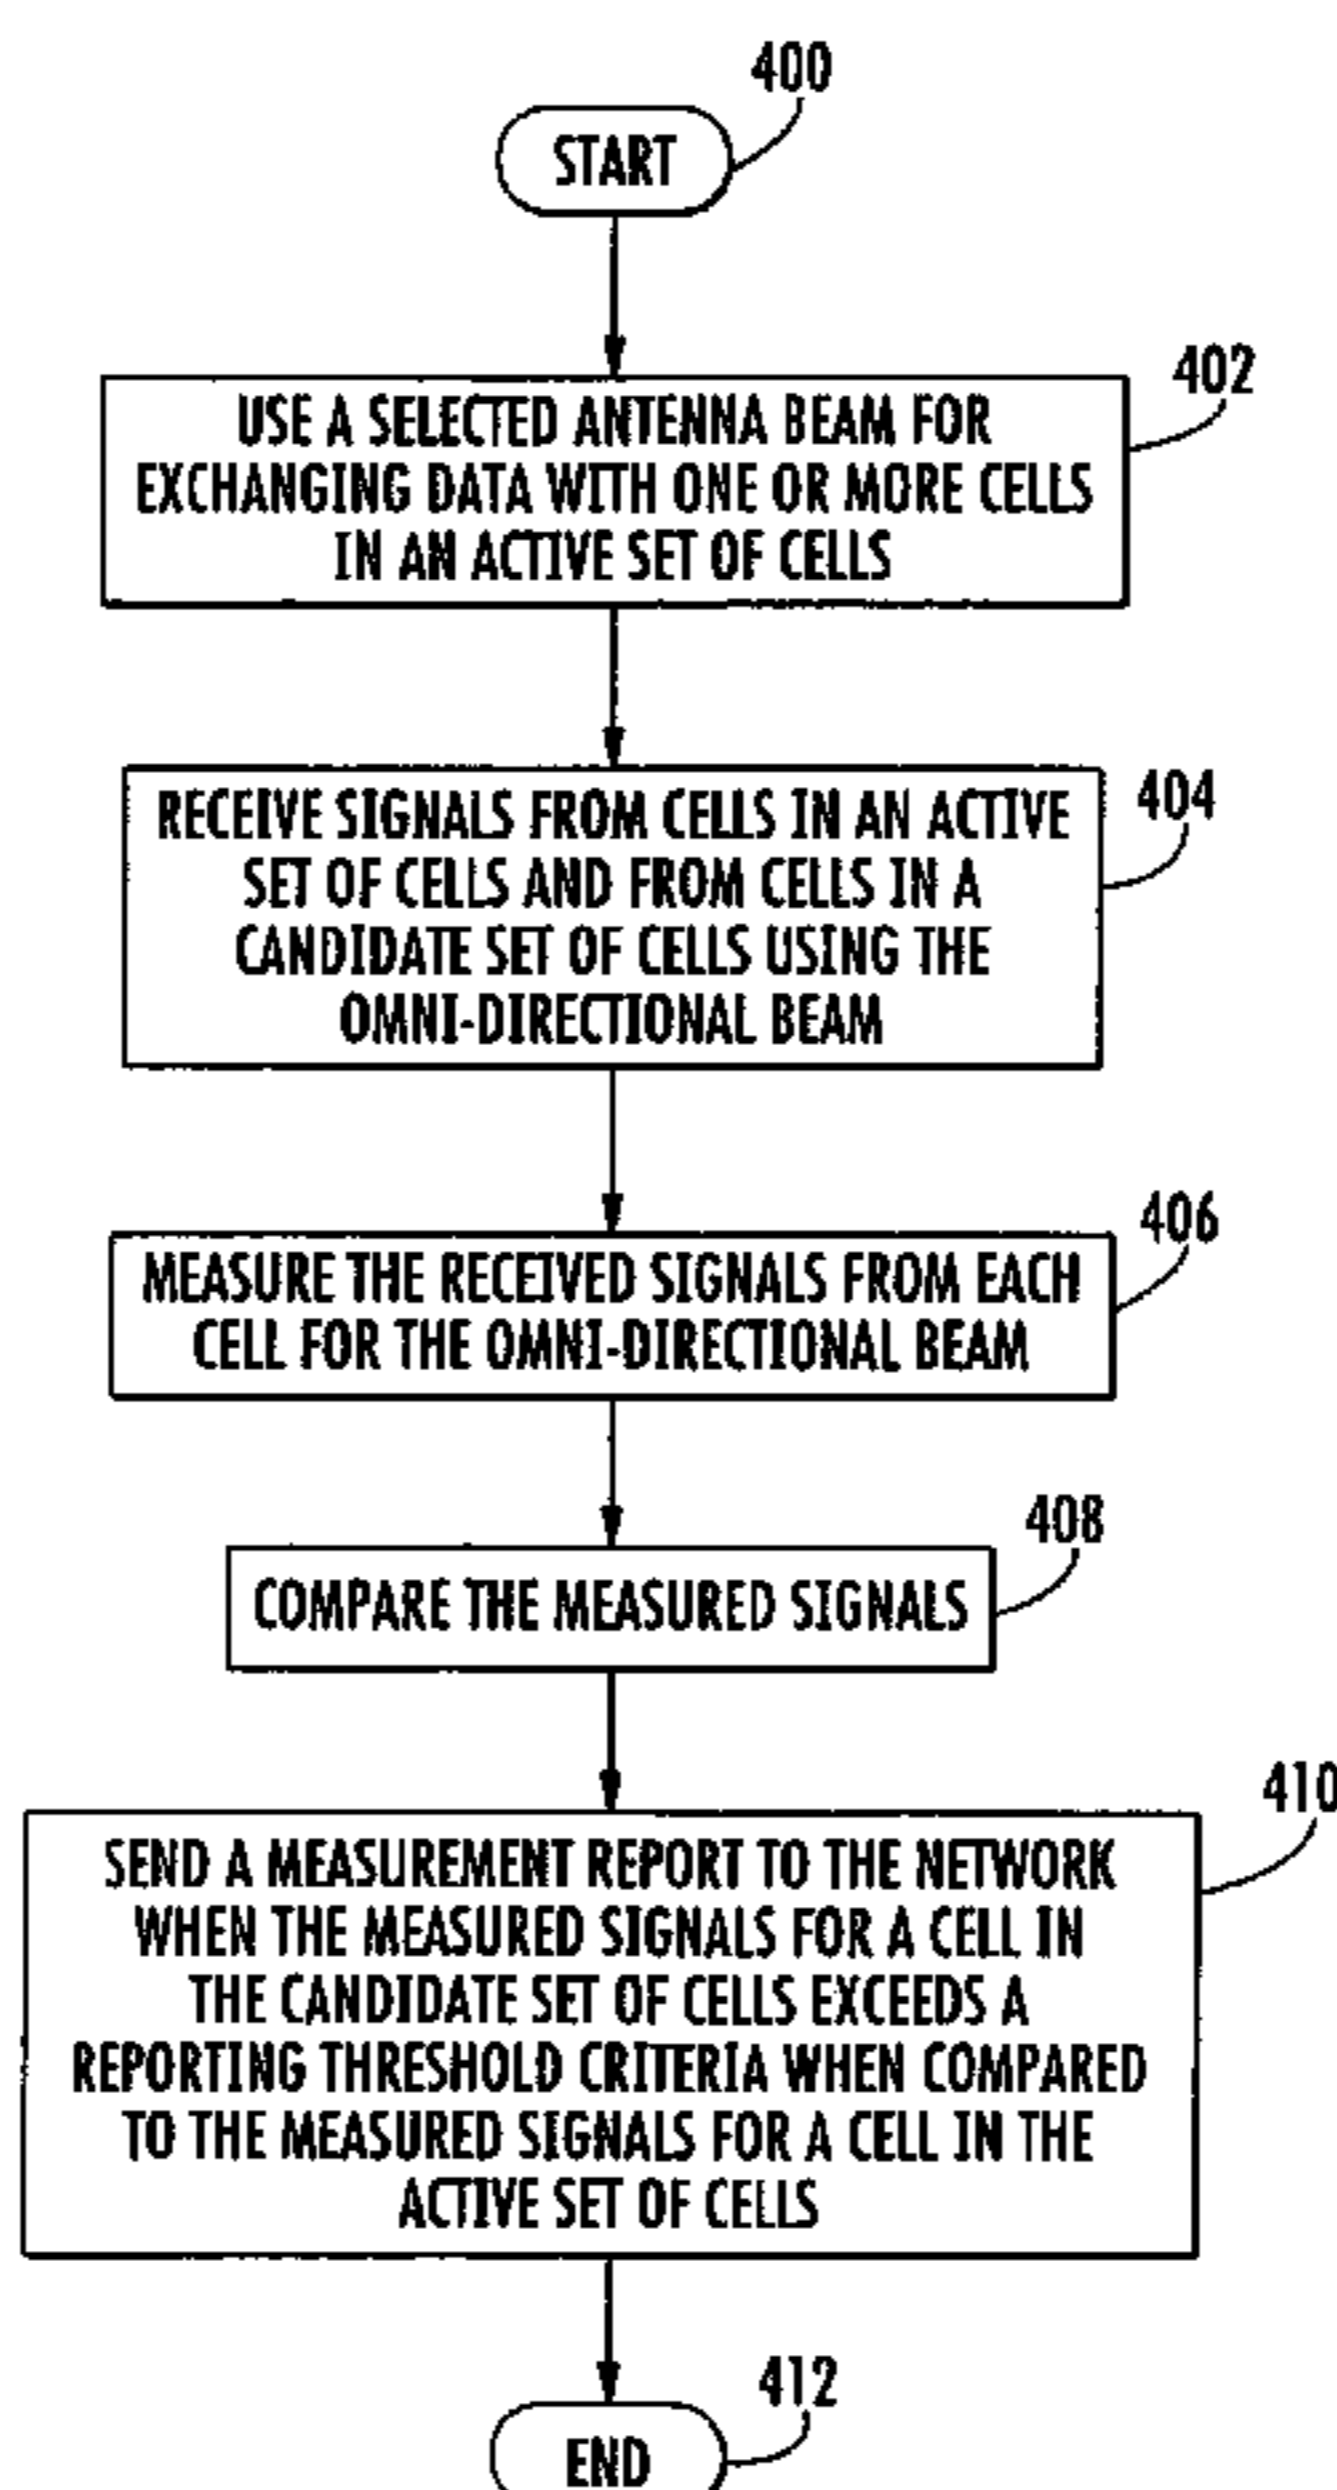 400
START
402
USE A SELECTED ANTENNA BEAM FOR
EXCHANGING DATA WITH ONE OR MORE CELLS
IN AN ACTIVE SET OF CELLS
404
RECEIVE SIGNALS FROM CELLS IN AN ACTIVE
SET OF CELLS AND FROM CELLS IN A
CANDIDATE SET OF CELLS USING THE
OMNI-DIRECTIONAL BEAM
406
MEASURE THE RECEIVED SIGNALS FROM EACH
CELL FOR THE OMNI-DIRECTIONAL BEAM
408
COMPARE THE MEASURED SIGNALS
410
SEND A MEASUREMENT REPORT TO THE NETWORK
WHEN THE MEASURED SIGNALS FOR A CELL IN
THE CANDIDATE SET OF CELLS EXCEEDS A
REPORTING THRESHOLD CRITERIA WHEN COMPARED
TO THE MEASURED SIGNALS FOR A CELL IN THE
ACTIVE SET OF CELLS
412
END